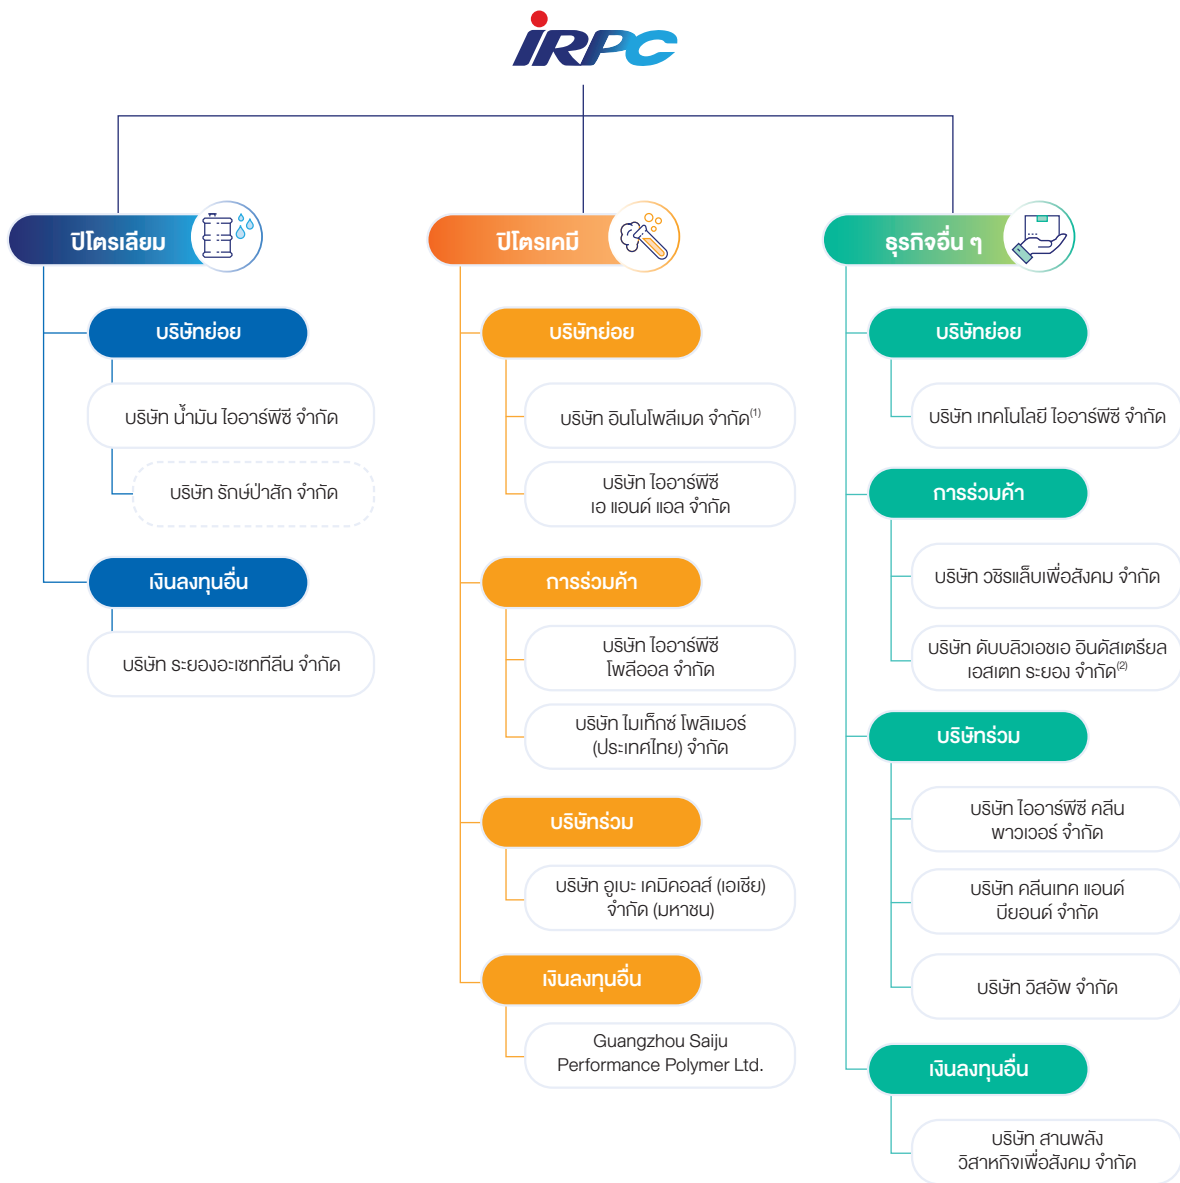 IRPC
ปิโตรเลียม
บริษัทย่อย
บริษัท น้ำมัน ไออาร์พีซี จำกัด
บริษัท รักษ์ป่าสัก จำกัด
เงินลงทุนอื่น
บริษัท ระยองอะเซททีลีน จำกัด
ปิโตรเคมี
บริษัทย่อย
บริษัท อินโนโพลีเมด จำกัด(1)
บริษัท ไออาร์พีซี
เอ แอนด์ แอล จำกัด
การร่วมค้า
บริษัท ไออาร์พีซี
โพลีออล จำกัด
บริษัท ไมเท็กซ์ โพลิเมอร์
(ประเทศไทย) จำกัด
บริษัทร่วม
บริษัท อูเบะ เคมิคอลส์ (เอเชีย)
จำกัด (มหาชน)
เงินลงทุนอื่น
Guangzhou Saiju
Performance Polymer Ltd.
ธุรกิจอื่น ๆ
บริษัทย่อย
บริษัท เทคโนโลยี ไออาร์พีซี จำกัด
การร่วมค้า
บริษัท วชิรแล็บเพื่อสังคม จำกัด
บริษัท ดับบลิวเอชเอ อินดัสเตรียล
เอสเตท ระยอง จำกัด(2)
บริษัทร่วม
บริษัท ไออาร์พีซี คลีน
พาวเวอร์ จำกัด
บริษัท คลีนเทค แอนด์
บียอนด์ จำกัด
บริษัท วิสอัพ จำกัด
เงินลงทุนอื่น
บริษัท สานพลัง
วิสาหกิจเพื่อสังคม จำกัด